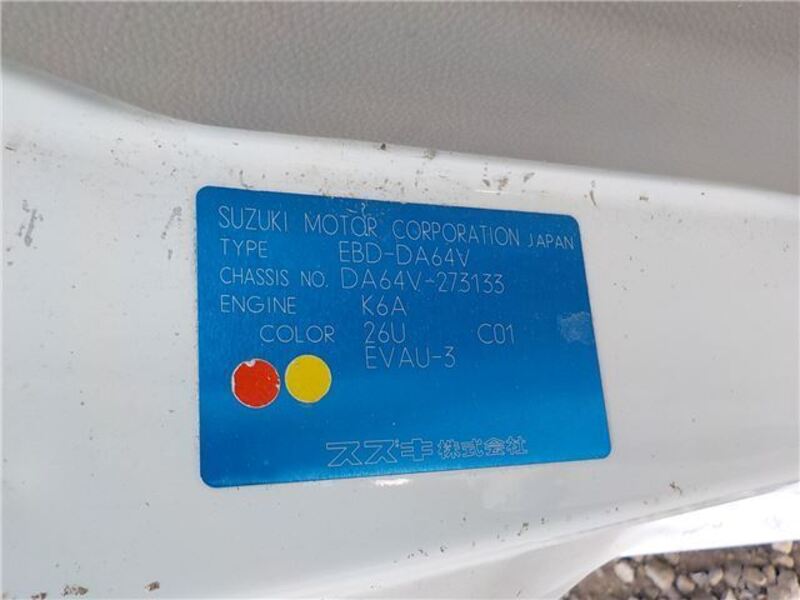 SUZUKI MOTOR CORPORATION JAPAN
TYPE EBD-DA64V
CHASSIS NO. DA64V-273133
ENGINE K6A
COLOR 26U C01
EVAU-3
スズキ株式会社